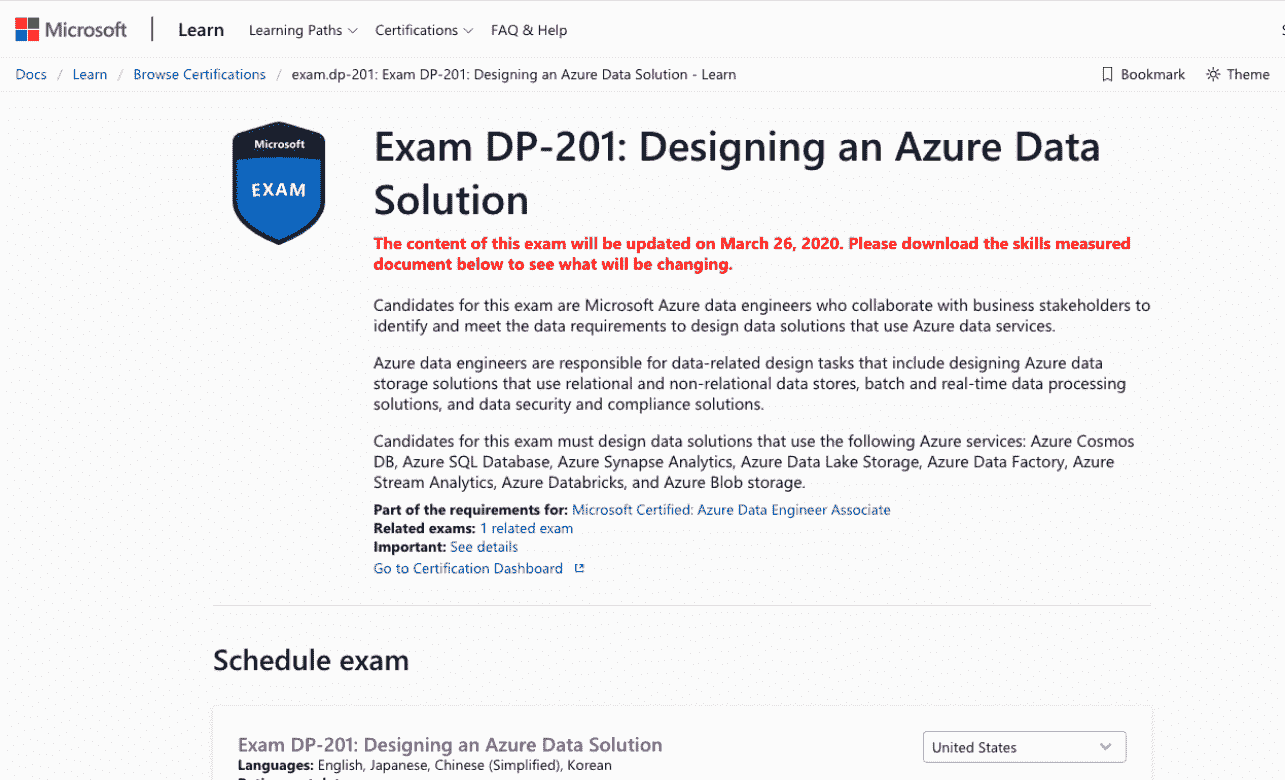 Microsoft Learn Learning Paths Certifications FAQ & Help
Docs / Learn / Browse Certifications / exam.dp-201: Exam DP-201: Designing an Azure Data Solution - Learn Bookmark Theme
Microsoft
EXAM
Exam DP-201: Designing an Azure Data
Solution
The content of this exam will be updated on March 26, 2020. Please download the skills measured
document below to see what will be changing.
Candidates for this exam are Microsoft Azure data engineers who collaborate with business stakeholders to
identify and meet the data requirements to design data solutions that use Azure data services.
Azure data engineers are responsible for data-related design tasks that include designing Azure data
storage solutions that use relational and non-relational data stores, batch and real-time data processing
solutions, and data security and compliance solutions.
Candidates for this exam must design data solutions that use the following Azure services: Azure Cosmos
DB, Azure SQL Database, Azure Synapse Analytics, Azure Data Lake Storage, Azure Data Factory, Azure
Stream Analytics, Azure Databricks, and Azure Blob storage.
Part of the requirements for: Microsoft Certified: Azure Data Engineer Associate
Related exams: 1 related exam
Important: See details
Go to Certification Dashboard
Schedule exam
Exam DP-201: Designing an Azure Data Solution
United States
Languages: English, Japanese, Chinese (Simplified), Korean